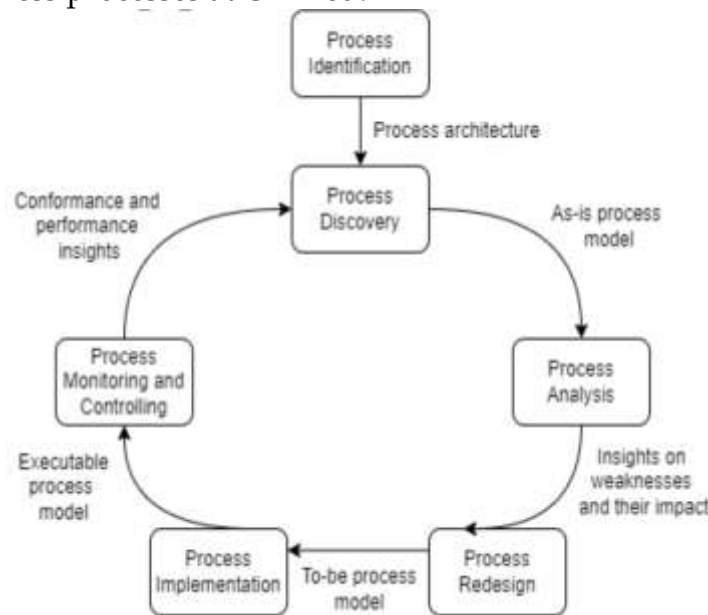 Process
Identification
Process architecture
Process
Discovery
Conformance and
performance
insights
As-is process
model
Process
Monitoring and
Controlling
Process
Analysis
Executable
process
model
Insights on
weaknesses
and their impact
Process
Implementation
To-be process
model
Process
Redesign